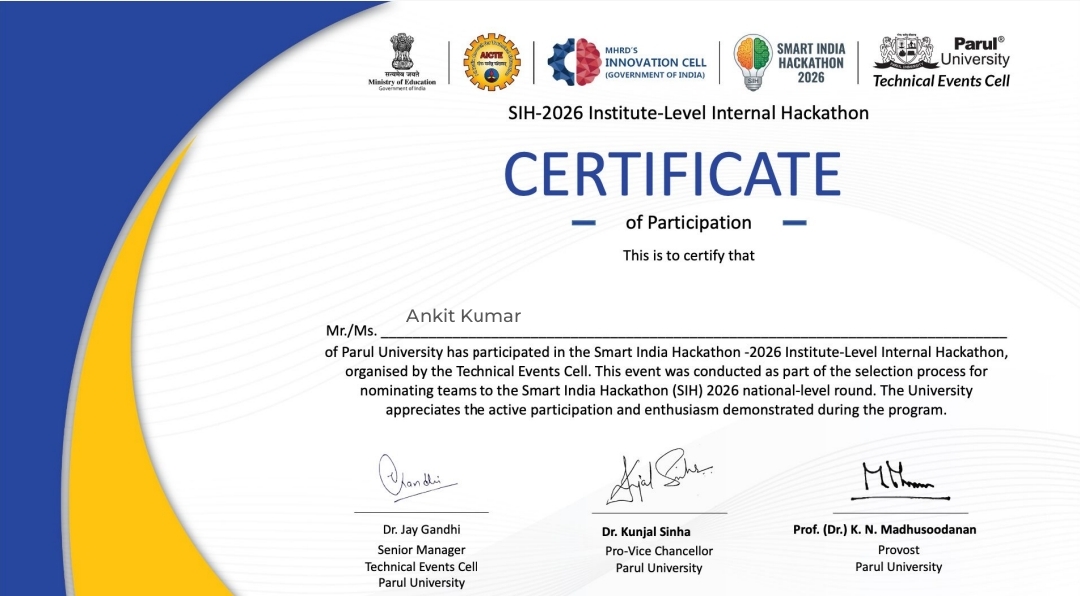 सत्यमेव जयते
Ministry of Education
Government of India
AICTE
MHRD'S
INNOVATION CELL
(GOVERNMENT OF INDIA)
SIH
SMART INDIA
HACKATHON
2026
Parul®
University
Technical Events Cell
SIH-2026 Institute-Level Internal Hackathon
CERTIFICATE
of Participation
This is to certify that
Ankit Kumar
Mr./Ms.
of Parul University has participated in the Smart India Hackathon -2026 Institute-Level Internal Hackathon,
organised by the Technical Events Cell. This event was conducted as part of the selection process for
nominating teams to the Smart India Hackathon (SIH) 2026 national-level round. The University
appreciates the active participation and enthusiasm demonstrated during the program.
Dr. Jay Gandhi
Senior Manager
Technical Events Cell
Parul University
Dr. Kunjal Sinha
Pro-Vice Chancellor
Parul University
Prof. (Dr.) K. N. Madhusoodanan
Provost
Parul University